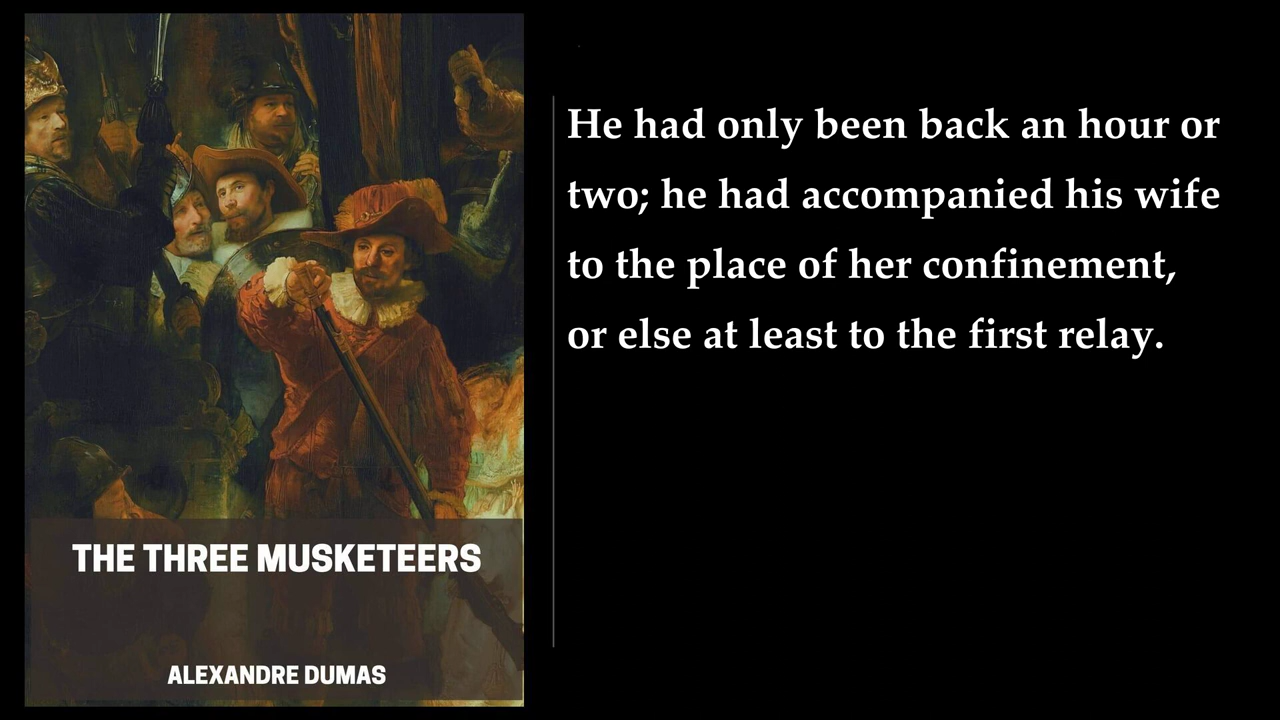 He had only been back an hour or
two; he had accompanied his wife
to the place of her confinement,
or else at least to the first relay.
THE THREE MUSKETEERS
ALEXANDRE DUMAS